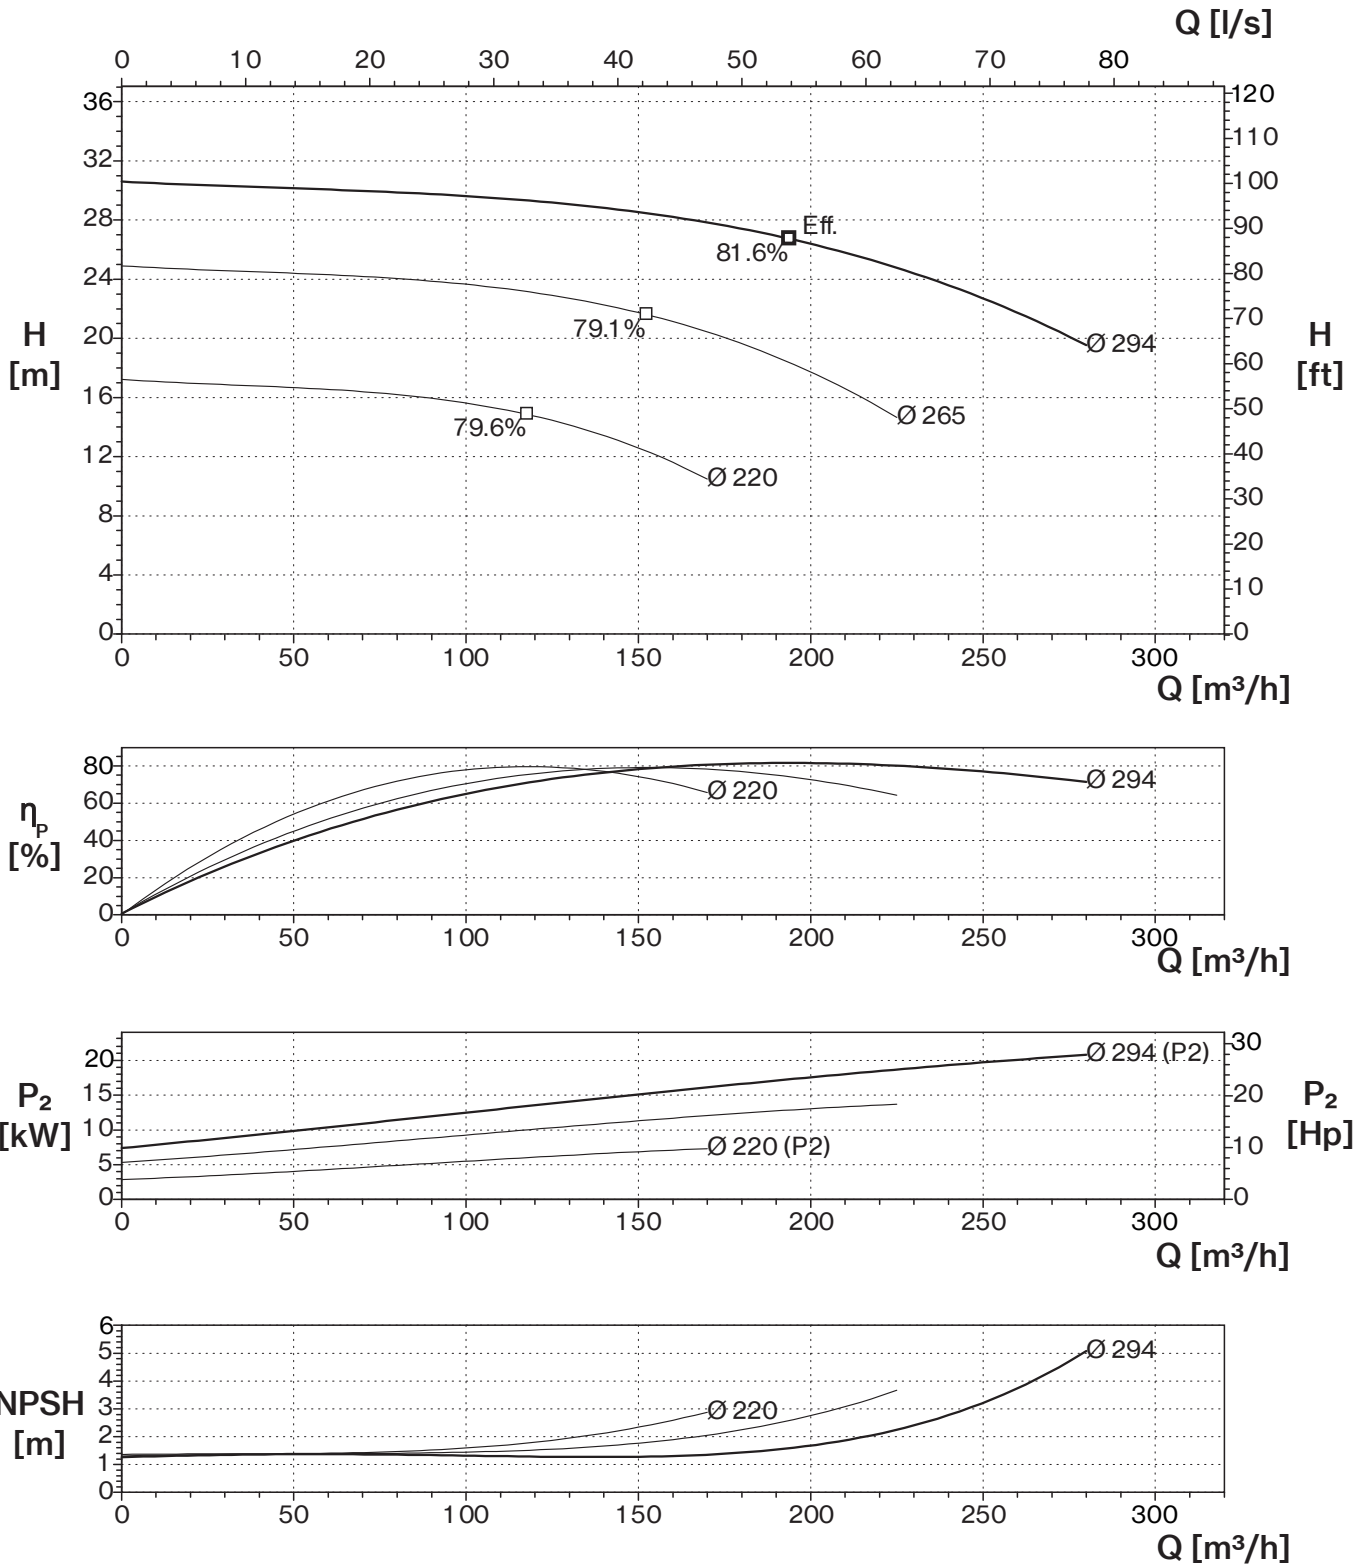 Q [l/s]
0 10 20 30 40 50 60 70 80
36 120
110
32
100
28 Eff. 90
81.6%
24 80
H 79.1% 70 H
[m] 20 Ø 294 [ft]
60
16
79.6% Ø 265 50
12 40
Ø 220
30
8
20
4 10
0 0
0 50 100 150 200 250 300
Q [m³/h]
80 Ø 220 Ø 294
ηP 60
[%] 40
20
0
0 50 100 150 200 250 300
Q [m³/h]
20 Ø 294 (P2) 30
P₂ 15 20 P₂
[kW] 10 Ø 220 (P2) 10 [Hp]
5
0 0
0 50 100 150 200 250 300
Q [m³/h]
6
5 Ø 294
4
NPSH 3 Ø 220
[m] 2
1
0
0 50 100 150 200 250 300
Q [m³/h]